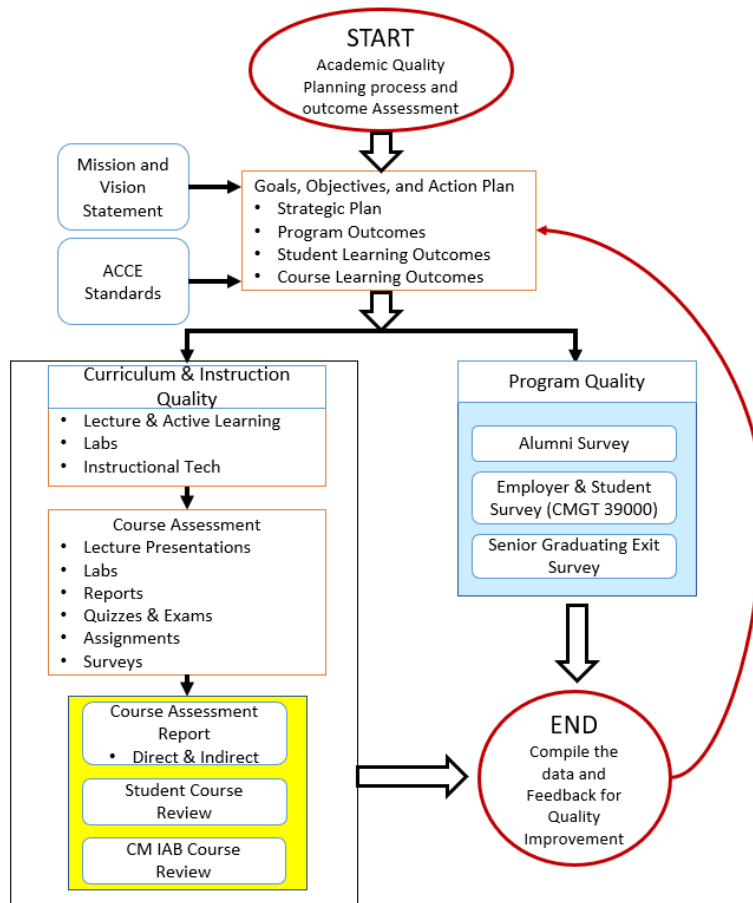 START
Academic Quality
Planning process and
outcome Assessment
Mission and
Vision
Statement
ACCE
Standards
Goals, Objectives, and Action Plan
• Strategic Plan
• Program Outcomes
• Student Learning Outcomes
• Course Learning Outcomes
Curriculum & Instruction
Quality
• Lecture & Active Learning
• Labs
• Instructional Tech
Course Assessment
• Lecture Presentations
• Labs
• Reports
• Quizzes & Exams
• Assignments
• Surveys
Course Assessment
Report
• Direct & Indirect
Student Course
Review
CM IAB Course
Review
Program Quality
Alumni Survey
Employer & Student
Survey (CMGT 39000)
Senior Graduating Exit
Survey
END
Compile the
data and
Feedback for
Quality
Improvement